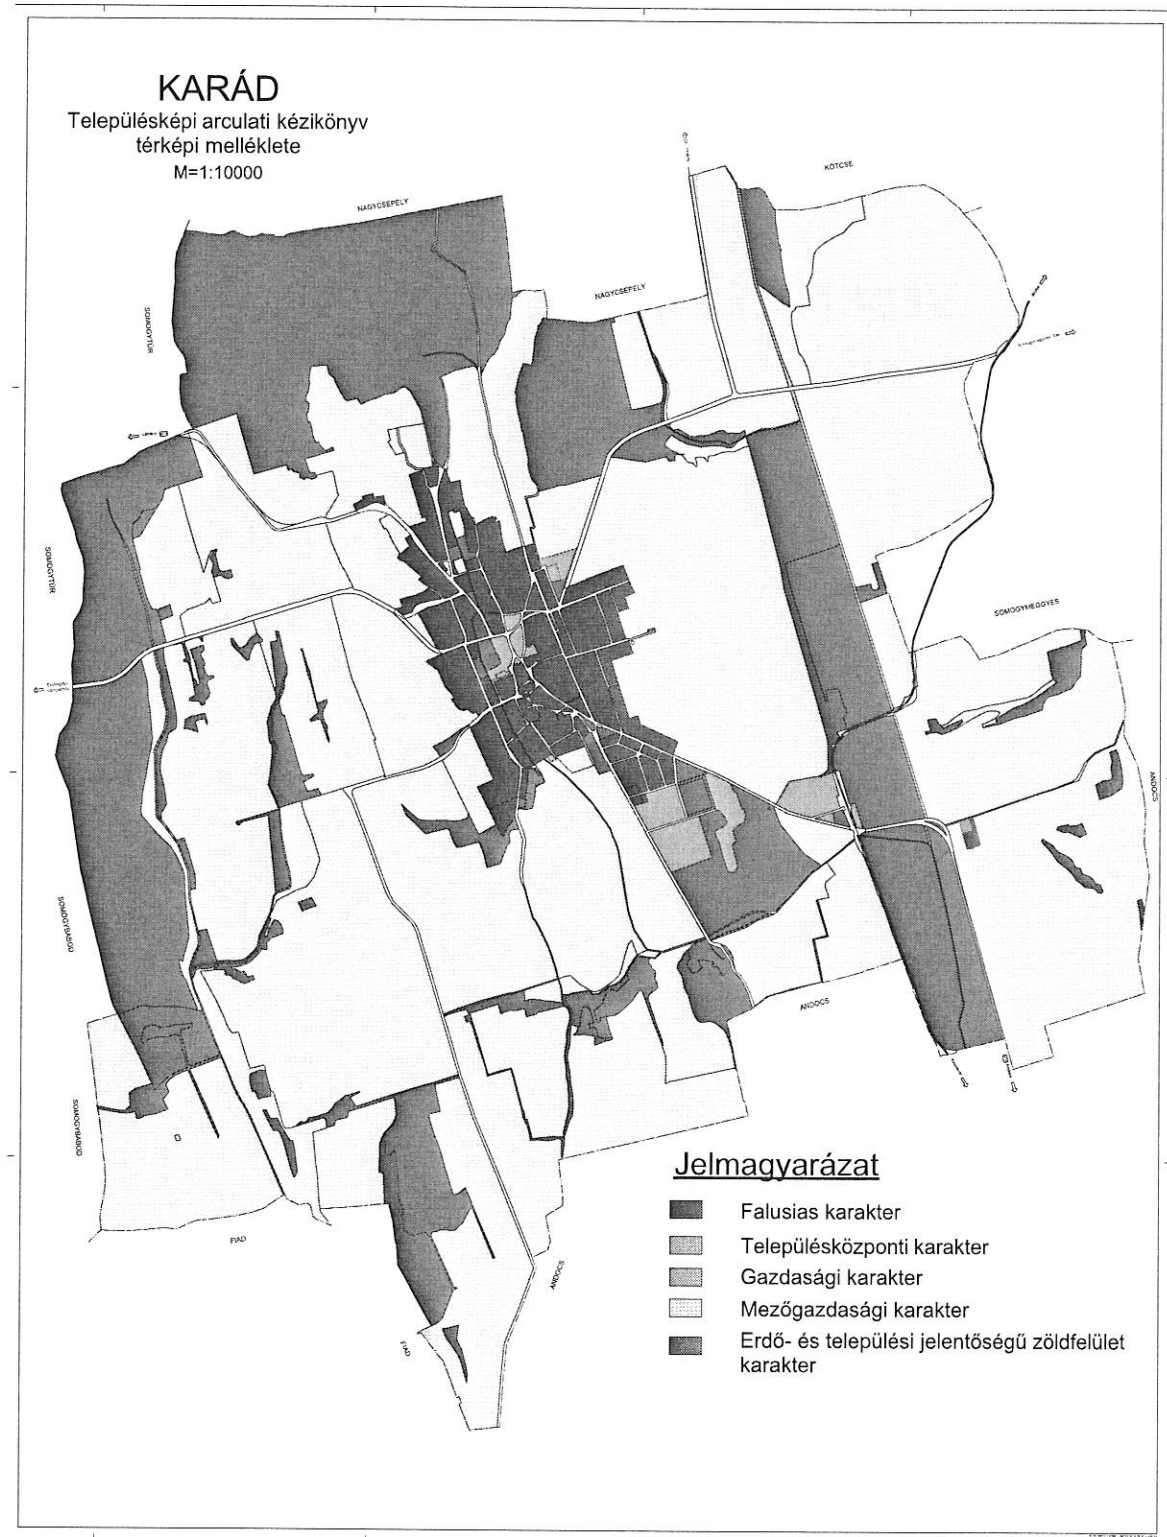 KARÁD
Településképi arculati kézikönyv
térképi melléklete
M=1:10000
KÖTCSE
NAGYCSEPELY
NAGYCSEPELY
SOMOGYTÚR
SOMOGYTÚR
SOMOGYMEGGYES
ANDOCS
SOMOGYBABOD
ANDOCS
SOMOGYBABOD
FIAD
ANDOCS
FIAD
Jelmagyarázat
Falusias karakter
Településközponti karakter
Gazdasági karakter
Mezőgazdasági karakter
Erdő- és települési jelentőségű zöldfelület
karakter